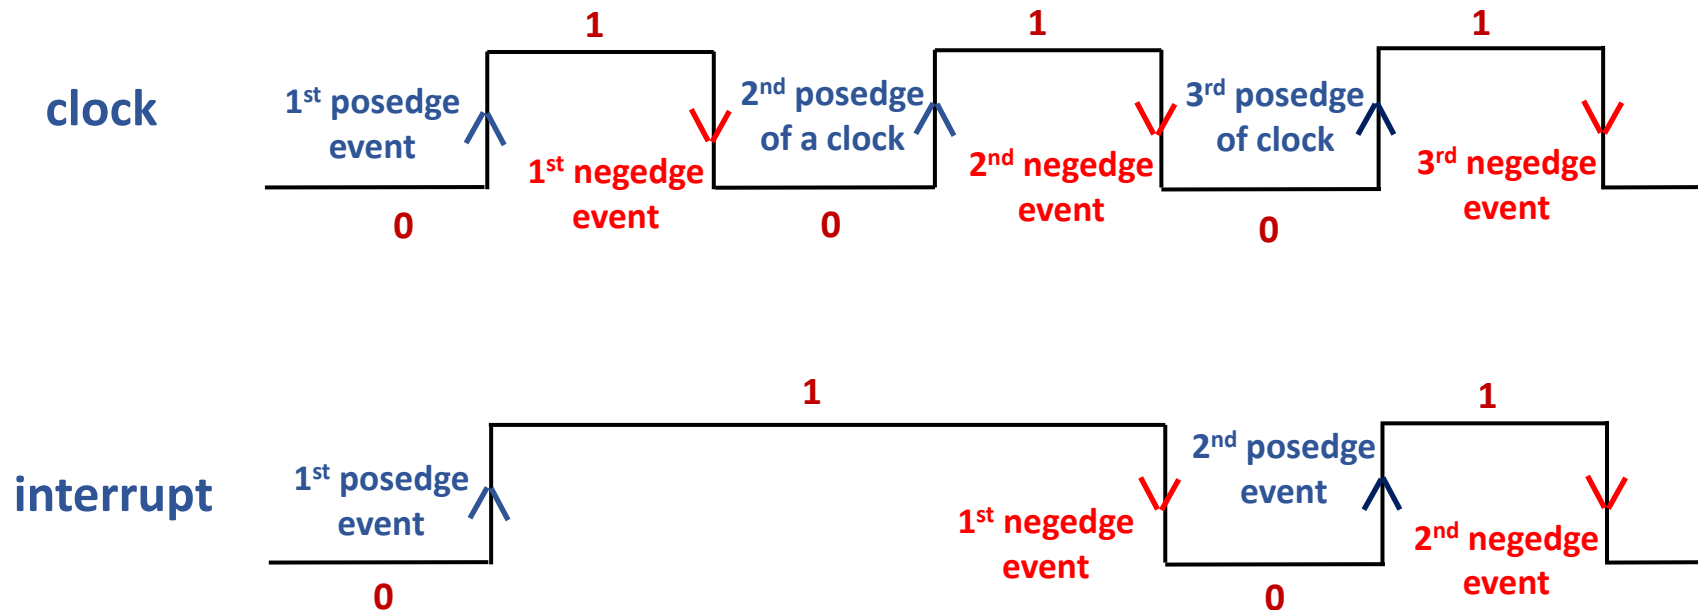 1 1 1
clock
1st posedge
event
1st negedge
event
2nd posedge
of a clock
2nd negedge
event
3rd posedge
of clock
3rd negedge
event
0 0 0
1 1
interrupt
1st posedge
event
1st negedge
event
2nd posedge
event
2nd negedge
event
0 0